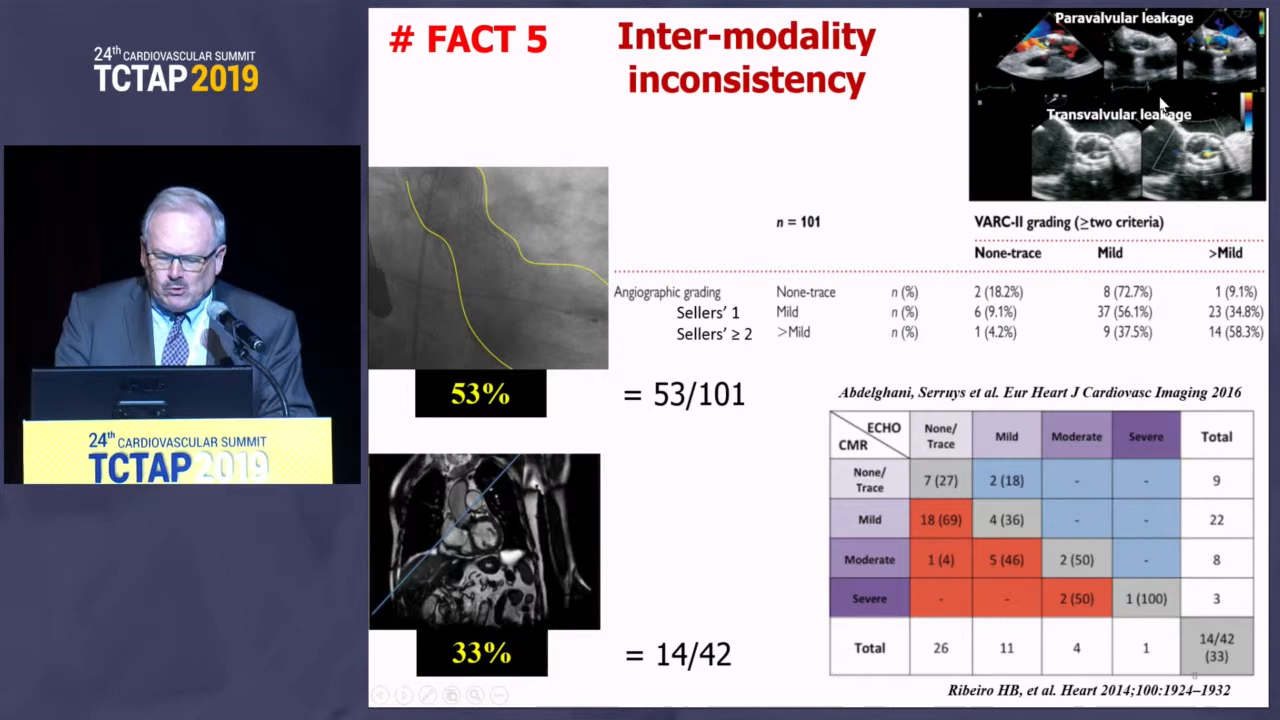 24th CARDIOVASCULAR SUMMIT
TCTAP 2019
24th CARDIOVASCULAR SUMMIT
TCTAP 2019
# FACT 5
Inter-modality
inconsistency
A
Paravalvular leakage
B
Transvalvular leakage
n = 101
VARC-II grading (≥two criteria)
None-trace Mild >Mild
Angiographic grading None-trace n (%) 2 (18.2%) 8 (72.7%) 1 (9.1%)
Sellers’ 1 Mild n (%) 6 (9.1%) 37 (56.1%) 23 (34.8%)
Sellers’ ≥ 2 >Mild n (%) 1 (4.2%) 9 (37.5%) 14 (58.3%)
53% = 53/101
Abdelghani, Serruys et al. Eur Heart J Cardiovasc Imaging 2016
ECHO
CMR
None/
Trace
Mild Moderate Severe Total
None/
Trace
7 (27) 2 (18) - - 9
Mild 18 (69) 4 (36) - - 22
Moderate 1 (4) 5 (46) 2 (50) - 8
Severe - - 2 (50) 1 (100) 3
Total 26 11 4 1 14/42
(33)
33% = 14/42
Ribeiro HB, et al. Heart 2014;100:1924–1932
8